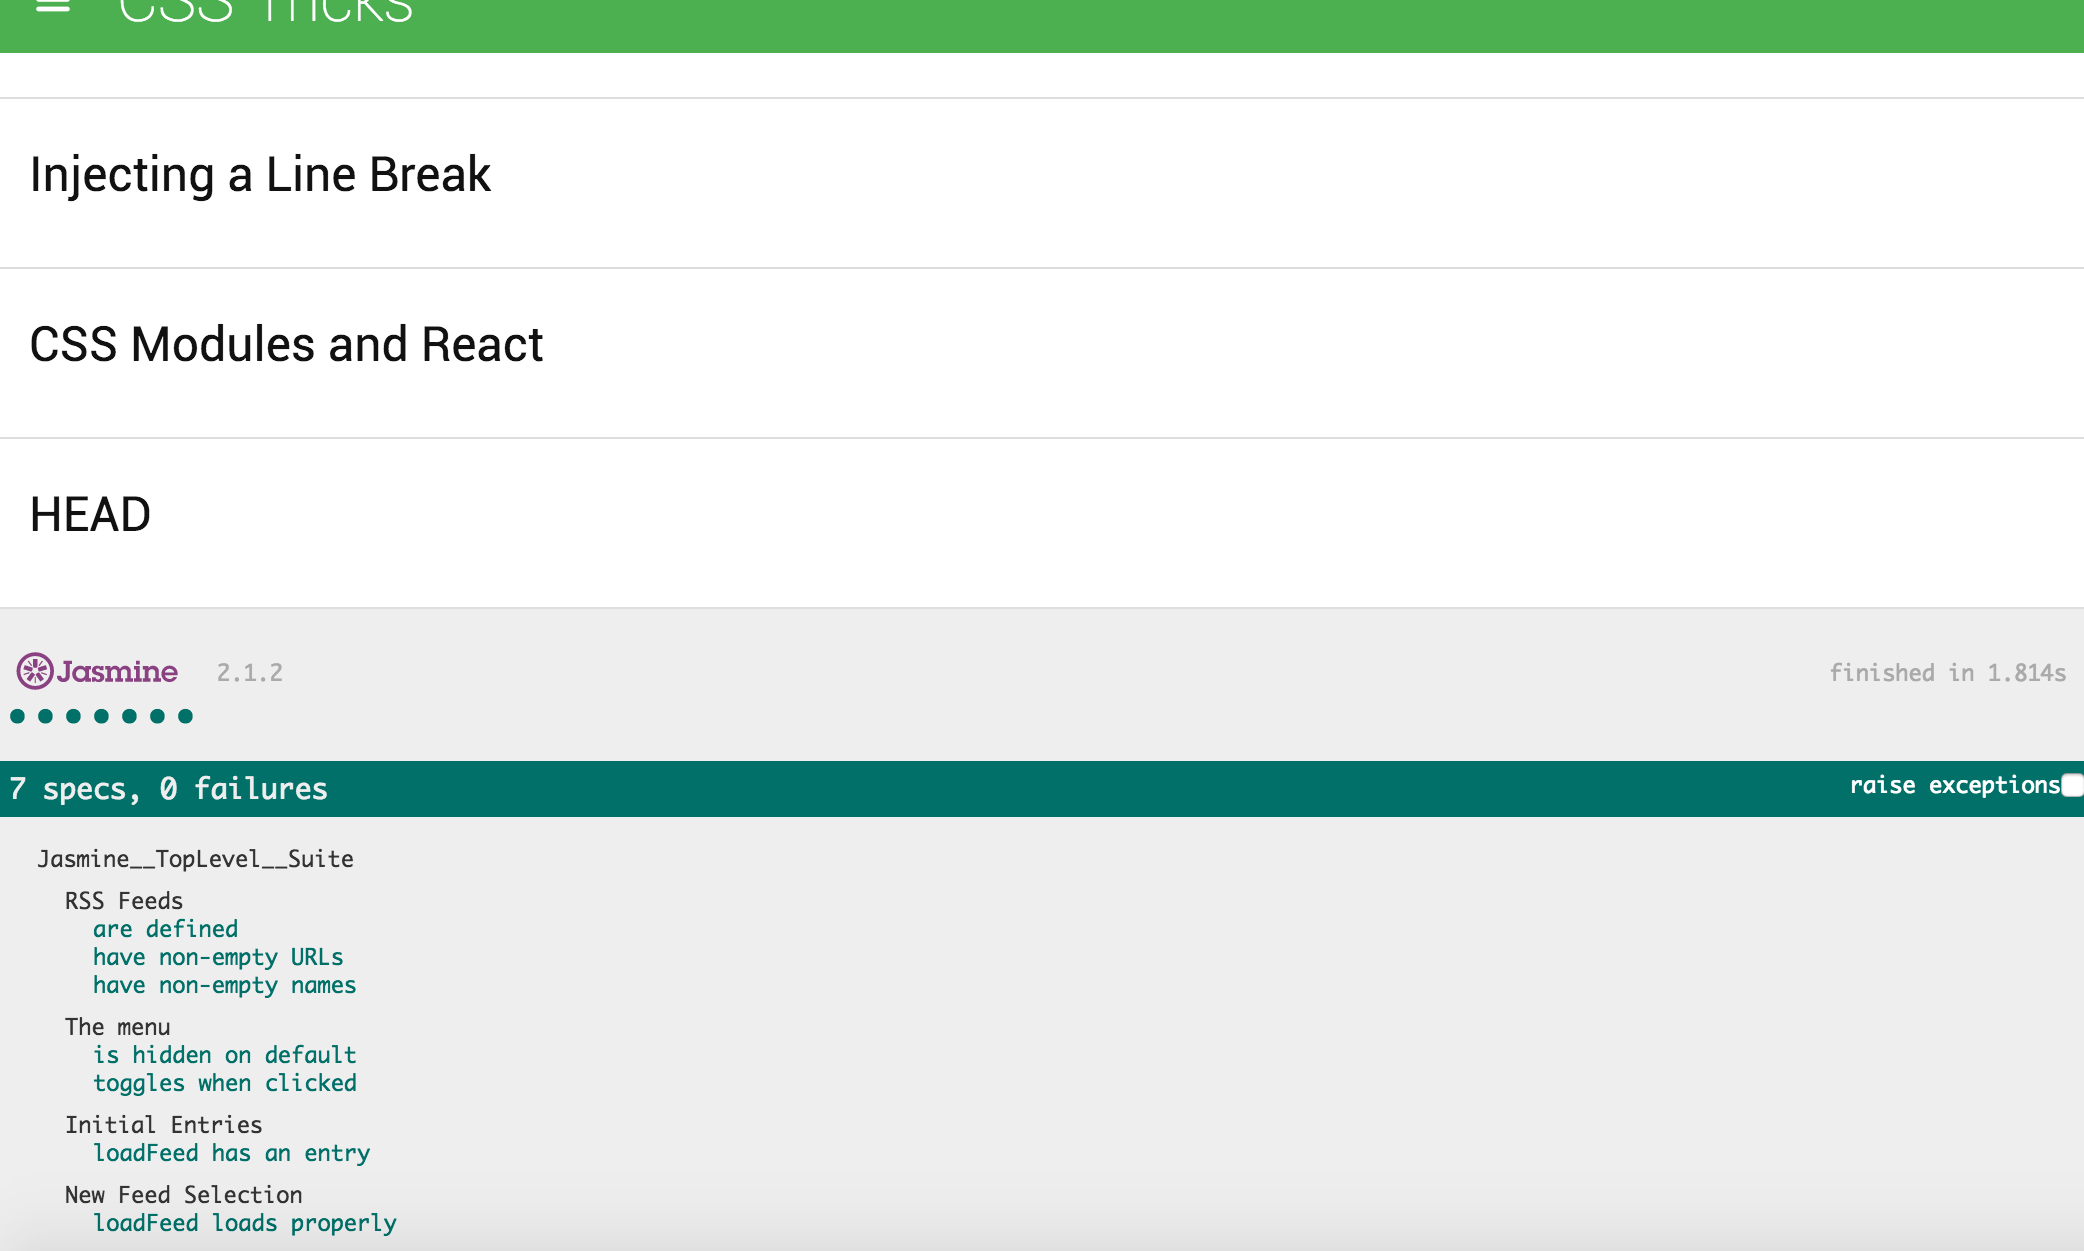 CSS Tricks
Injecting a Line Break
CSS Modules and React
HEAD
Jasmine 2.1.2 finished in 1.814s
7 specs, 0 failures raise exceptions
Jasmine__TopLevel__Suite
RSS Feeds
are defined
have non-empty URLs
have non-empty names
The menu
is hidden on default
toggles when clicked
Initial Entries
loadFeed has an entry
New Feed Selection
loadFeed loads properly